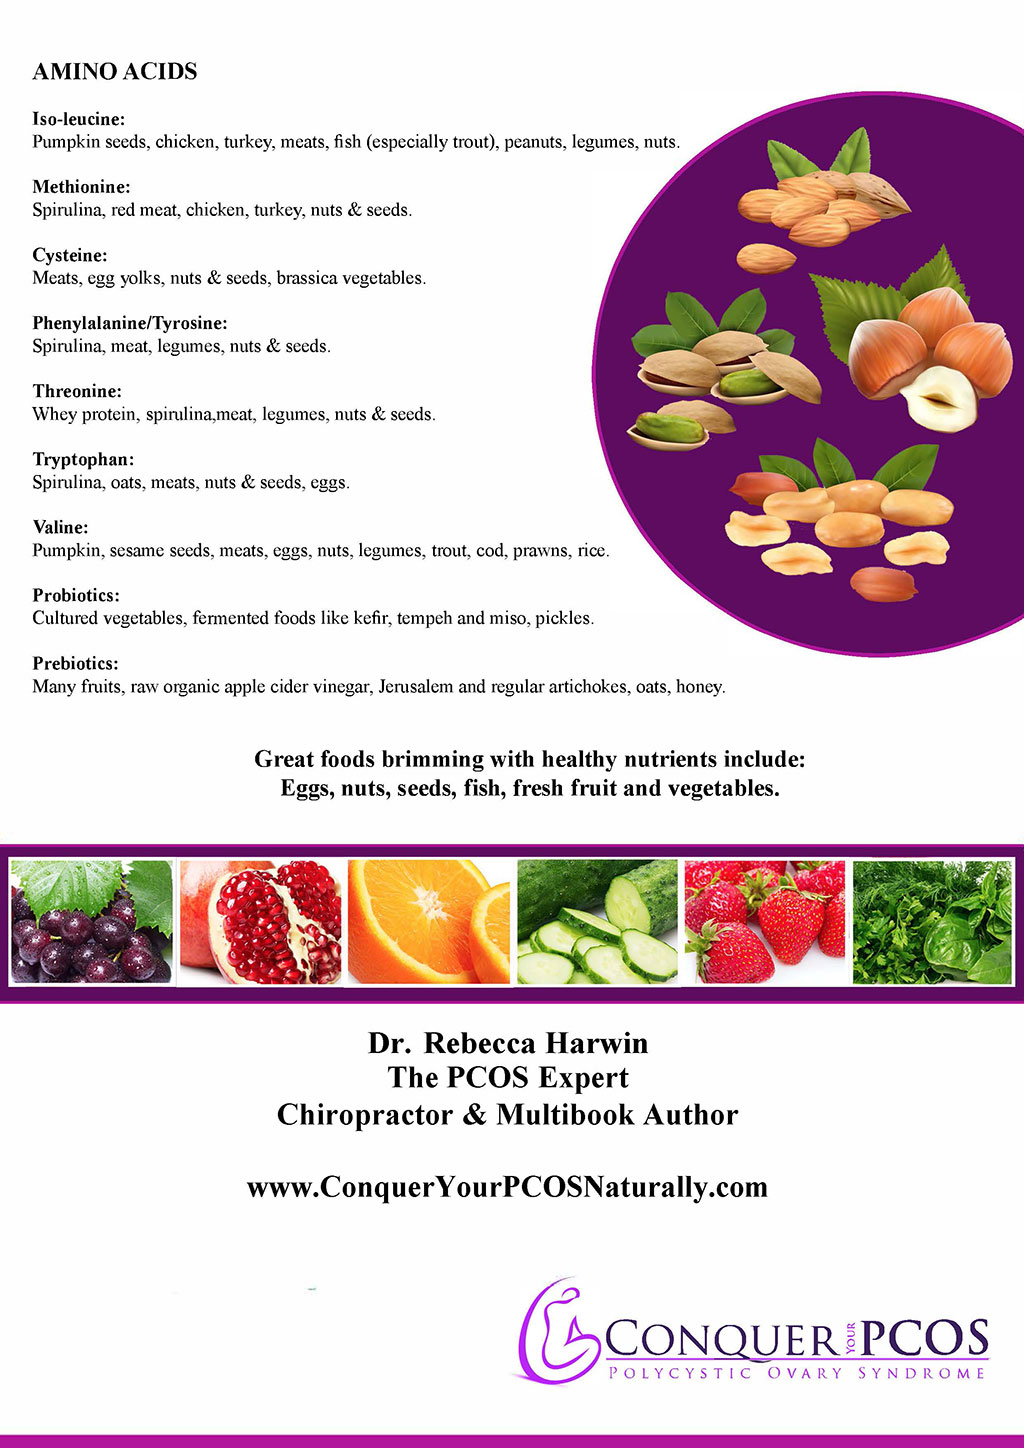 AMINO ACIDS
Iso-leucine:
Pumpkin seeds, chicken, turkey, meats, fish (especially trout), peanuts, legumes, nuts.
Methionine:
Spirulina, red meat, chicken, turkey, nuts & seeds.
Cysteine:
Meats, egg yolks, nuts & seeds, brassica vegetables.
Phenylalanine/Tyrosine:
Spirulina, meat, legumes, nuts & seeds.
Threonine:
Whey protein, spirulina,meat, legumes, nuts & seeds.
Tryptophan:
Spirulina, oats, meats, nuts & seeds, eggs.
Valine:
Pumpkin, sesame seeds, meats, eggs, nuts, legumes, trout, cod, prawns, rice.
Probiotics:
Cultured vegetables, fermented foods like kefir, tempeh and miso, pickles.
Prebiotics:
Many fruits, raw organic apple cider vinegar, Jerusalem and regular artichokes, oats, honey.
Great foods brimming with healthy nutrients include:
Eggs, nuts, seeds, fish, fresh fruit and vegetables.
Dr. Rebecca Harwin
The PCOS Expert
Chiropractor & Multibook Author
www.ConquerYourPCOSNaturally.com
CONQUER YOUR PCOS
POLYCYSTIC OVARY SYNDROME